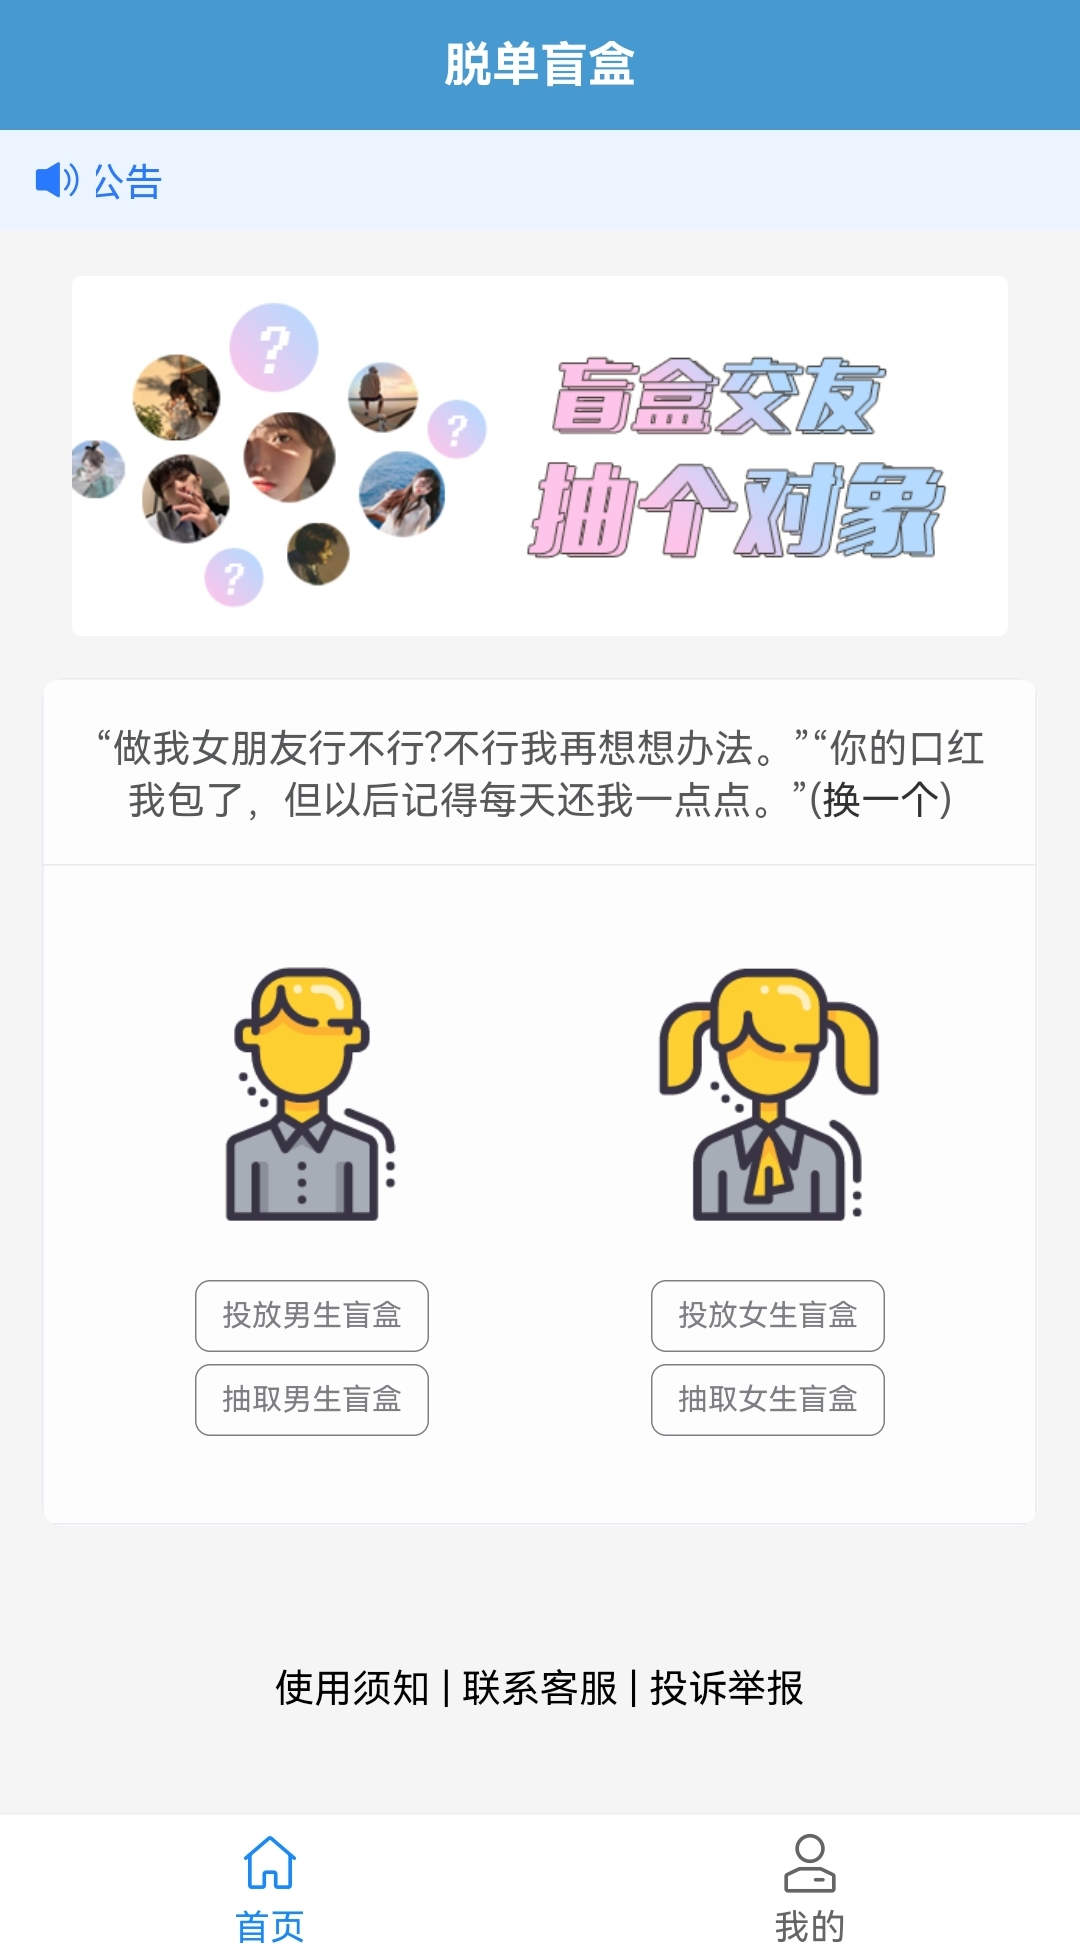 脱单盲盒
公告
?
?
?
盲盒交友
抽个对象
“做我女朋友行不行?不行我再想想办法。”“你的口红
我包了，但以后记得每天还我一点点。”(换一个)
投放男生盲盒
投放女生盲盒
抽取男生盲盒
抽取女生盲盒
使用须知 | 联系客服 | 投诉举报
首页
我的